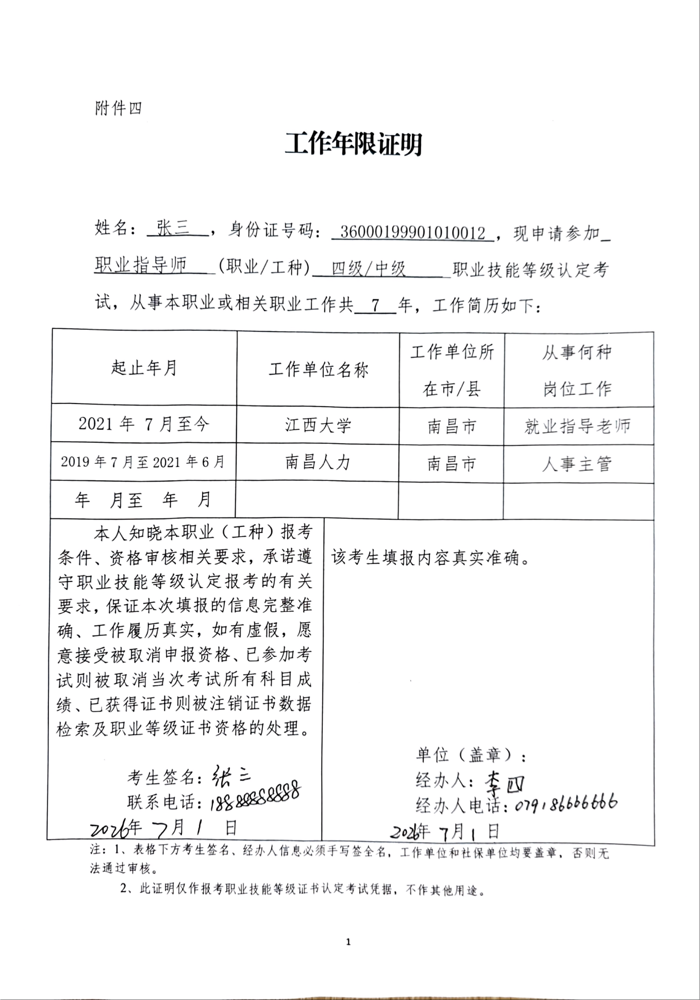 附件四
工作年限证明
姓名：张三，身份证号码：36000199901010012，现申请参加
职业指导师（职业/工种）四级/中级职业技能等级认定考
试，从事本职业或相关职业工作共7年，工作简历如下：
起止年月 工作单位名称 工作单位所在市/县 从事何种岗位工作
2021年 7月至今 江西大学 南昌市 就业指导老师
2019年7月至2021年6月 南昌人力 南昌市 人事主管
年 月至 年 月
本人知晓本职业（工种）报考
条件、资格审核相关要求，承诺遵
守职业技能等级认定报考的有关
要求，保证本次填报的信息完整准
确、工作履历真实，如有虚假，愿
意接受被取消申报资格、已参加考
试则被取消当次考试所有科目成
绩、已获得证书则被注销证书数据
检索及职业等级证书资格的处理。
考生签名：张三
联系电话：18888888888
2026年 7月 1 日
该考生填报内容真实准确。
单位（盖章）：
经办人：李四
经办人电话：079186666666
2026年 7月 1 日
注：1、表格下方考生签名、经办人信息必须手写签全名，工作单位和社保单位均要盖章，否则无
法通过审核。
2、此证明仅作报考职业技能等级证书认定考试凭据，不作其他用途。
1